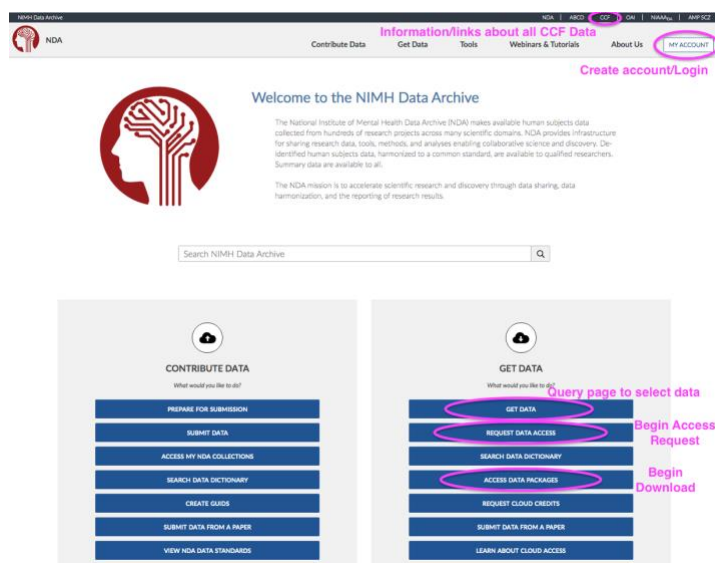 NIMH Data Archive
NDA | ABCD | CCF | OAI | NIAAA | AMP SCZ
NDA
Information/links about all CCF Data
Contribute Data Get Data Tools Webinars & Tutorials About Us MY ACCOUNT
Create account/Login
Welcome to the NIMH Data Archive
The National Institute of Mental Health Data Archive (NDA) makes available human subjects data
collected from hundreds of research projects across many scientific domains. NDA provides infrastructure
for sharing research data, tools, methods, and analyses enabling collaborative science and discovery. De-
identified human subjects data, harmonized to a common standard, are available to qualified researchers.
Summary data are available to all.
The NDA mission is to accelerate scientific research and discovery through data sharing, data
harmonization, and the reporting of research results.
Search NIMH Data Archive
CONTRIBUTE DATA
What would you like to do?
PREPARE FOR SUBMISSION
SUBMIT DATA
ACCESS MY NDA COLLECTIONS
SEARCH DATA DICTIONARY
CREATE GUIDS
SUBMIT DATA FROM A PAPER
VIEW NDA DATA STANDARDS
GET DATA
What would you like to do?
Query page to select data
GET DATA
Begin Access
Request
REQUEST DATA ACCESS
SEARCH DATA DICTIONARY
Begin
Download
ACCESS DATA PACKAGES
REQUEST CLOUD CREDITS
SUBMIT DATA FROM A PAPER
LEARN ABOUT CLOUD ACCESS